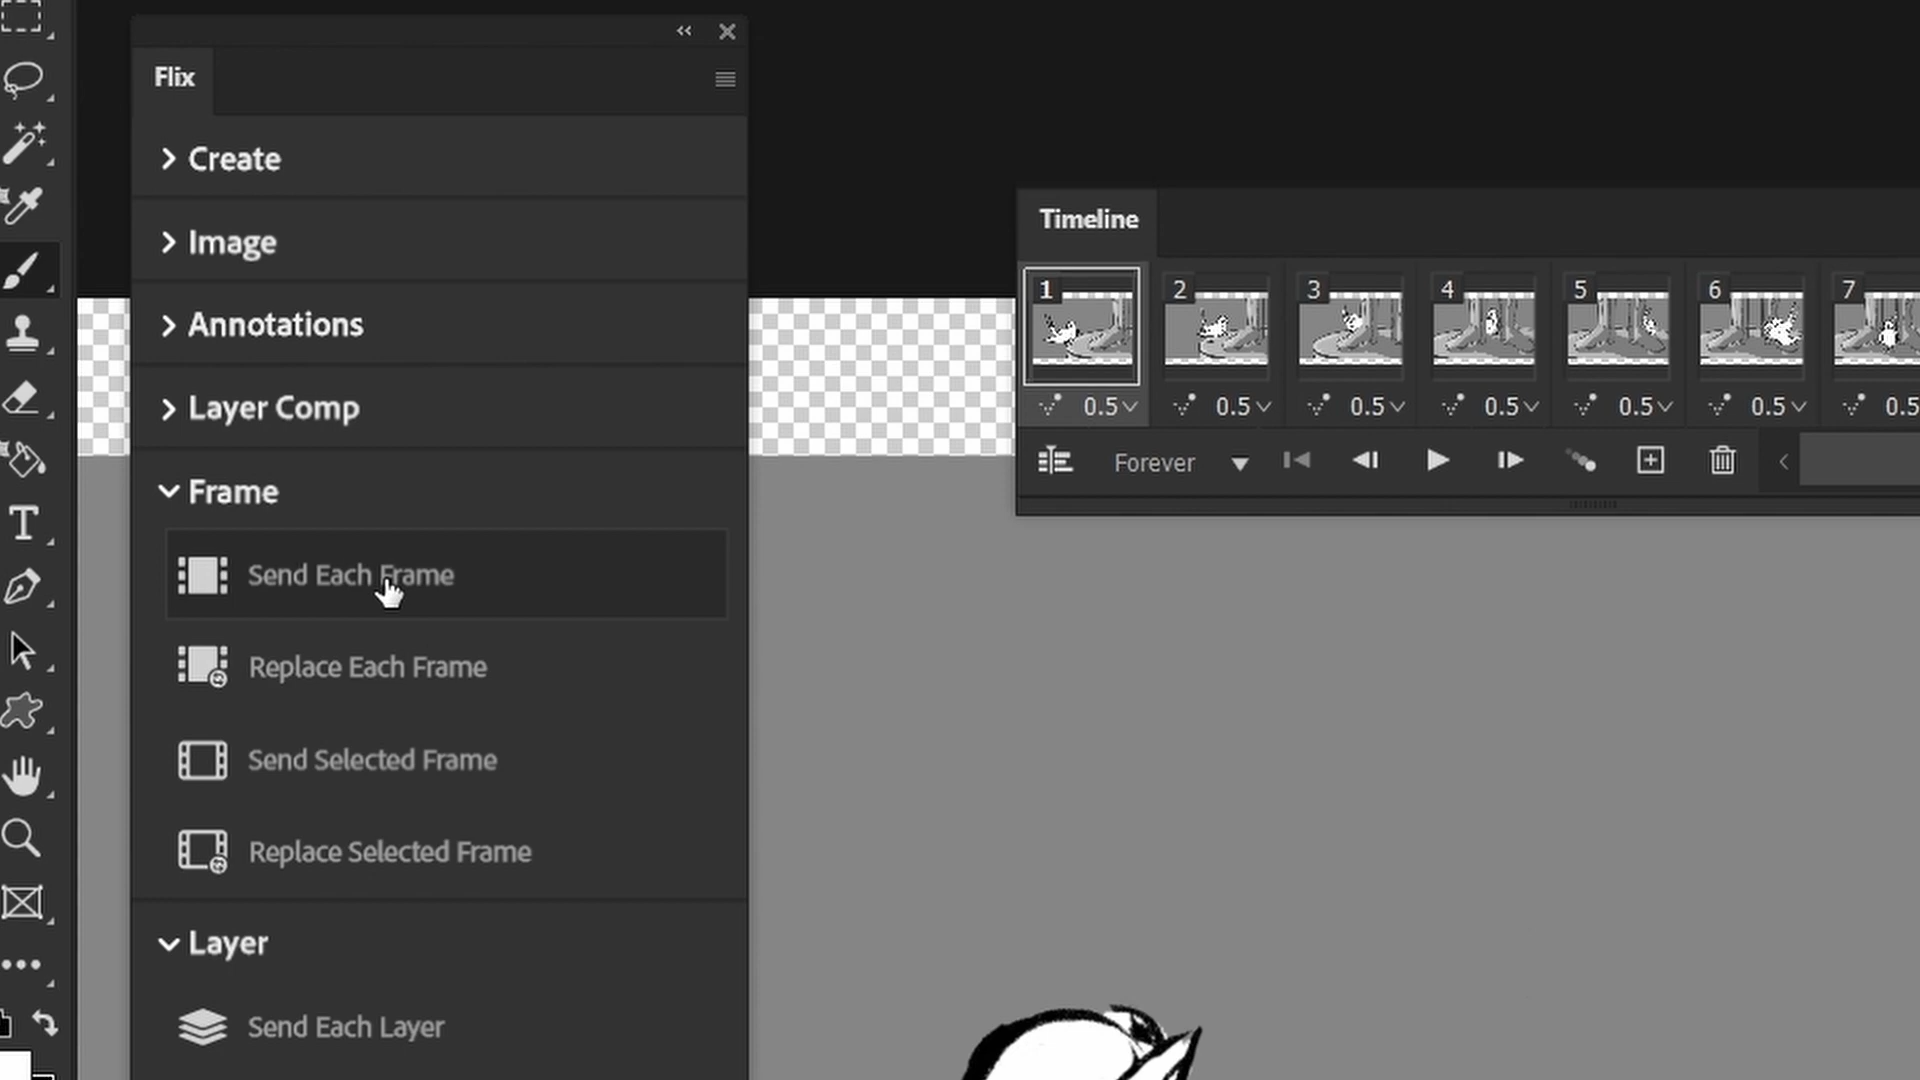 Flix
Create
Image
Annotations
Layer Comp
Frame
Send Each Frame
Replace Each Frame
Send Selected Frame
Replace Selected Frame
Layer
Send Each Layer
Timeline
1 2 3 4 5 6 7
0.5 0.5 0.5 0.5 0.5 0.5 0.5
Forever